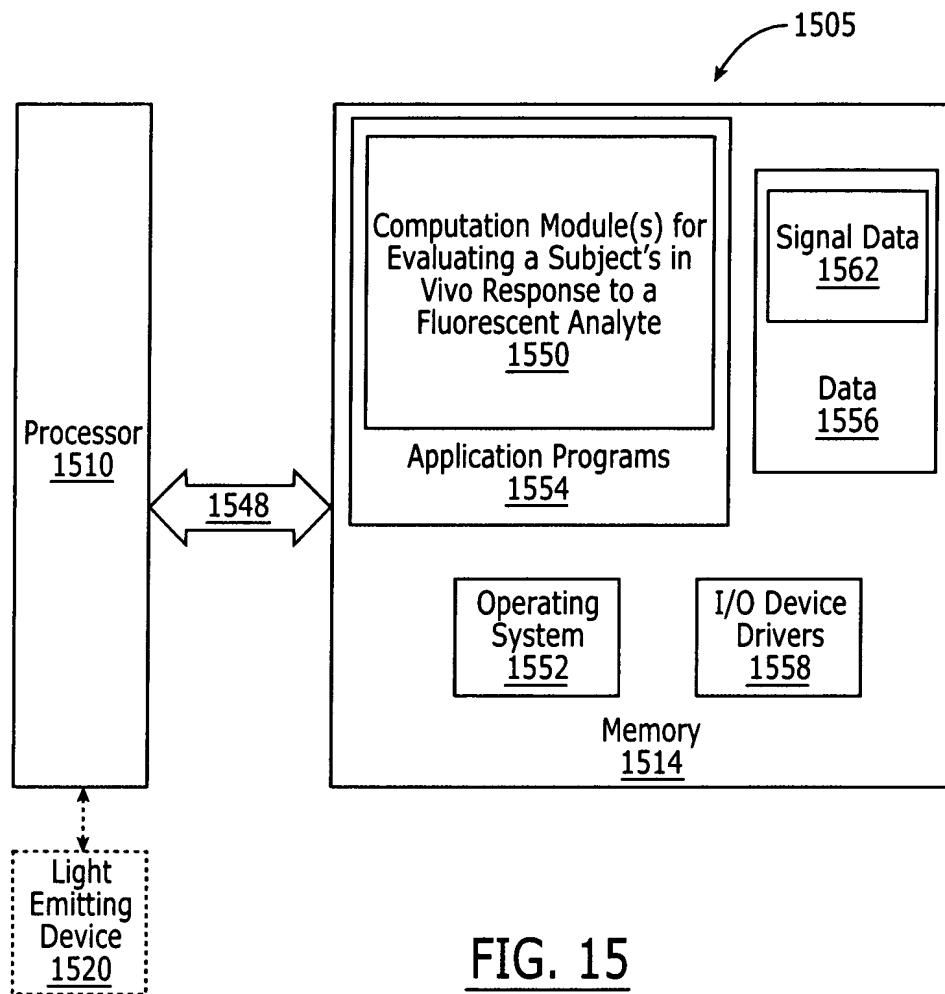 1505
Computation Module(s) for
Evaluating a Subject's in
Vivo Response to a
Fluorescent Analyte
1550
Application Programs
1554
Signal Data
1562
Data
1556
Processor
1510
1548
Operating
System
1552
I/O Device
Drivers
1558
Memory
1514
Light
Emitting
Device
1520
FIG. 15